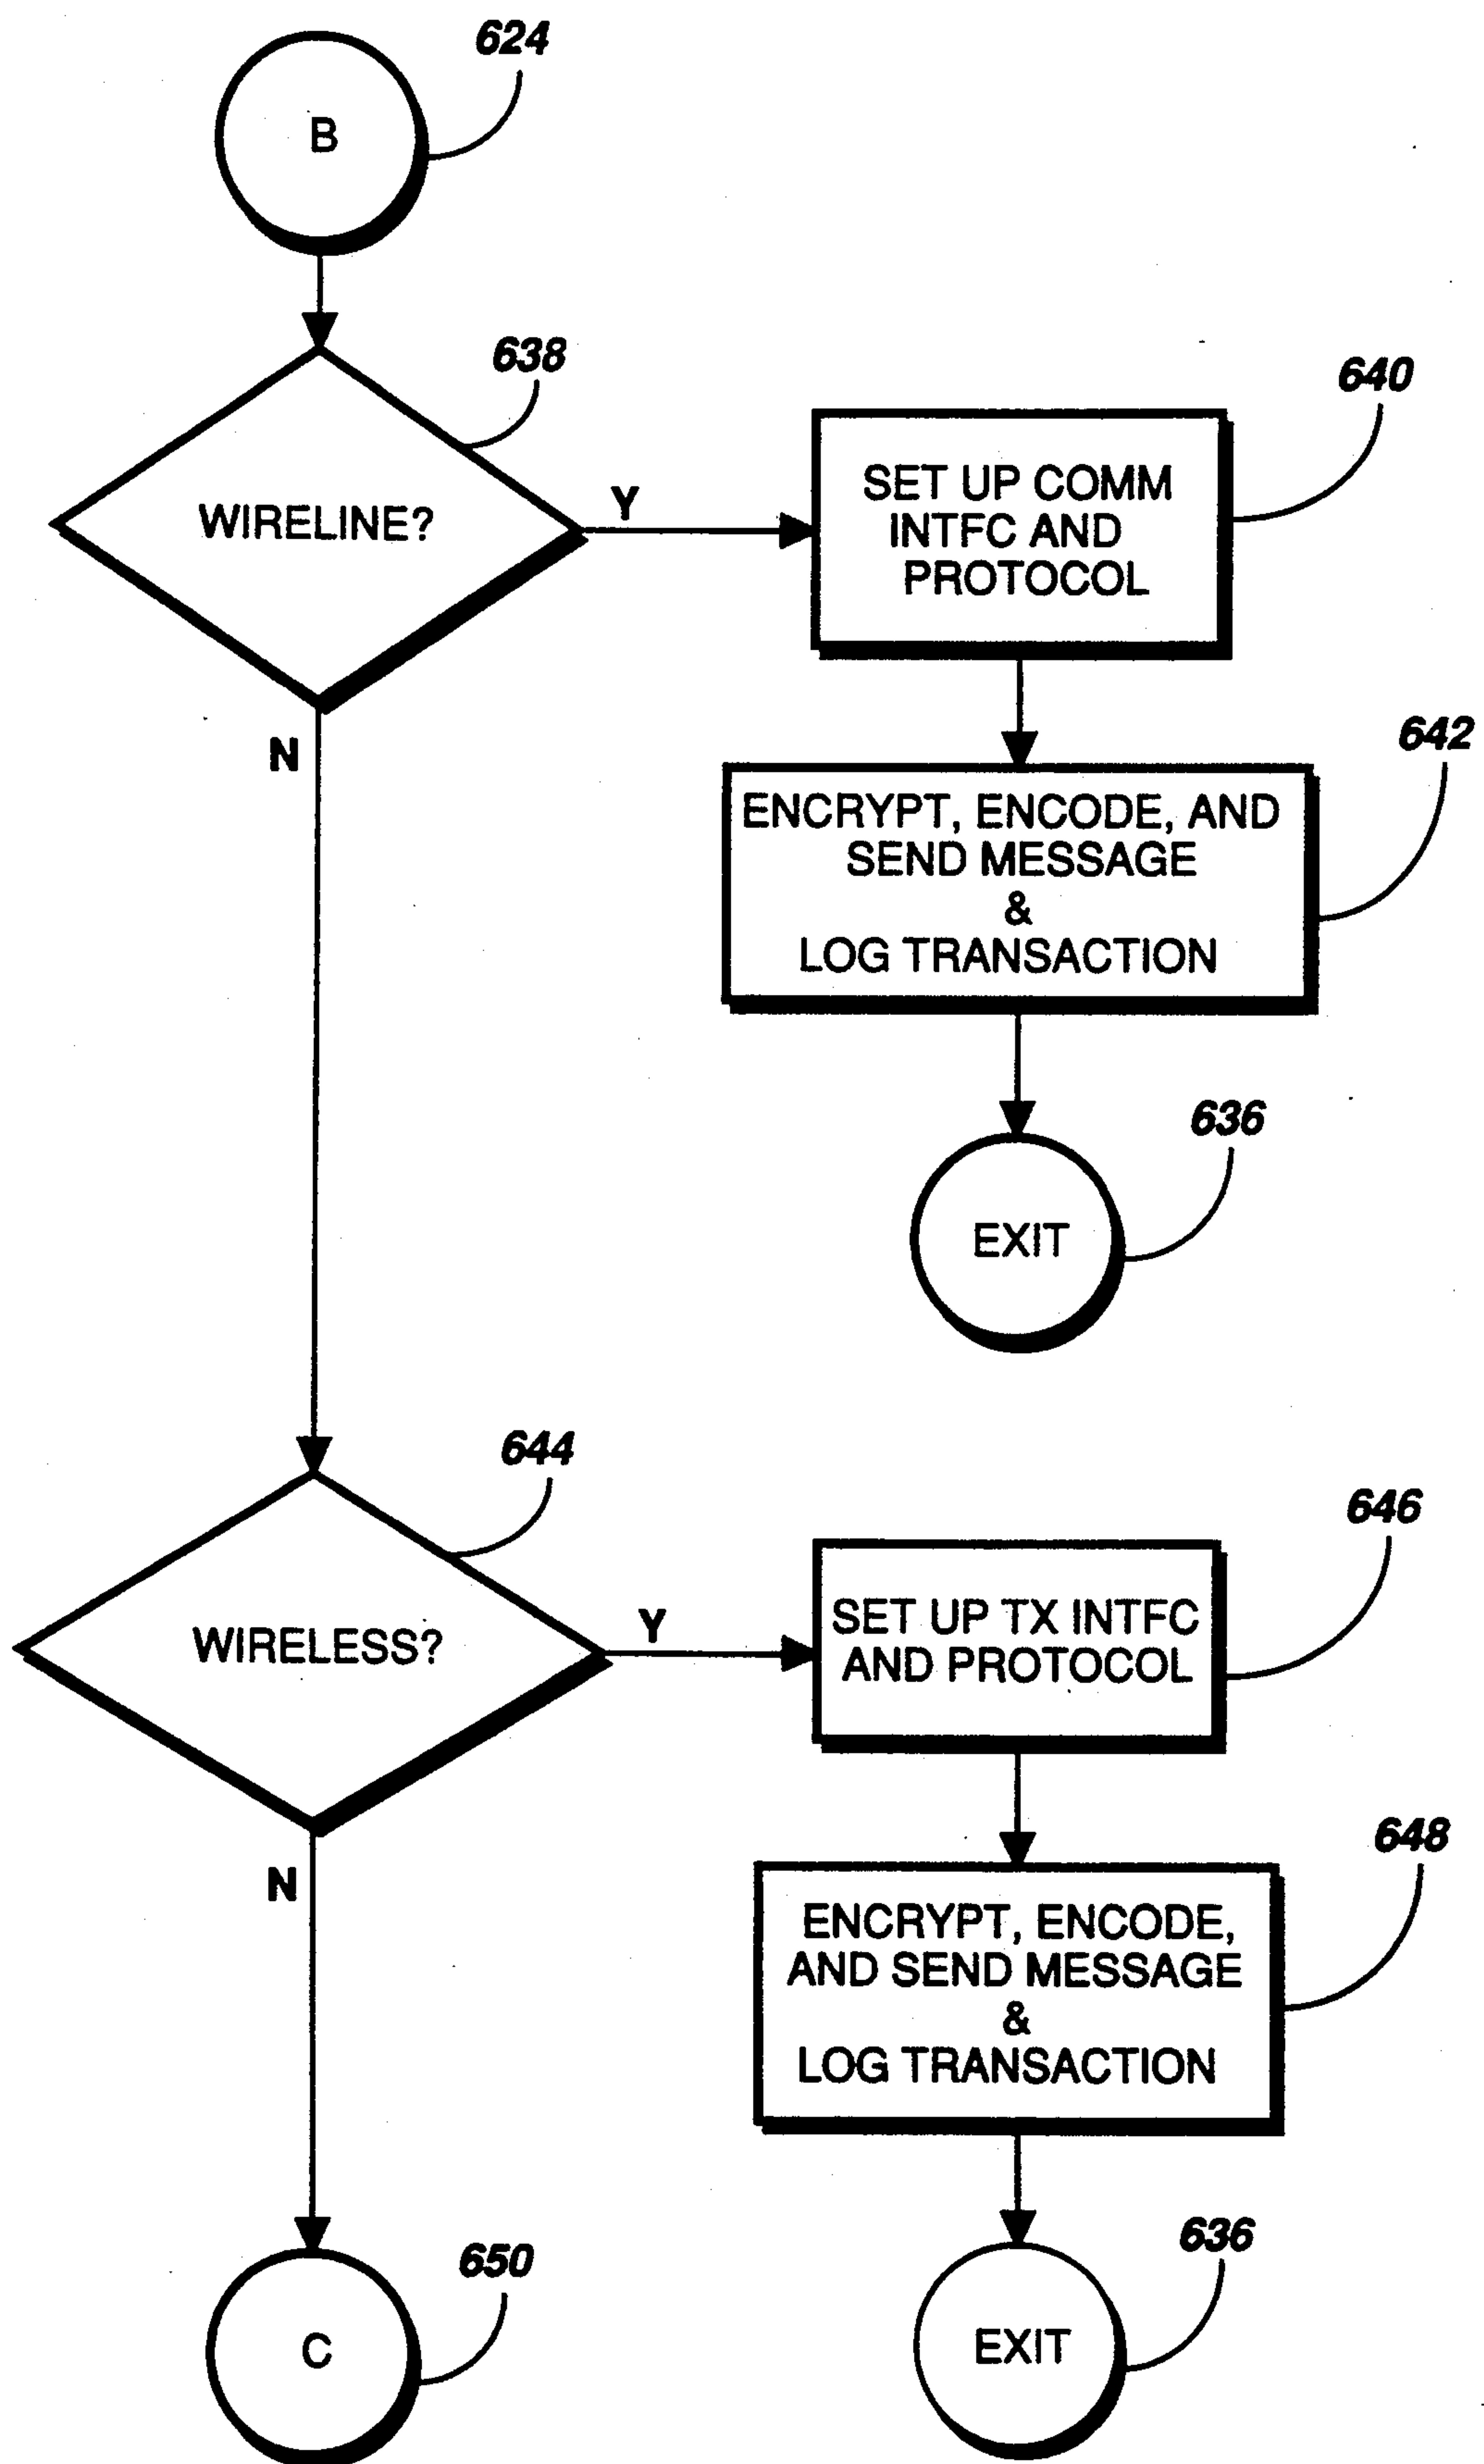 624
B
638
WIRELINE?
Y
640
SET UP COMM
INTFC AND
PROTOCOL
N
642
ENCRYPT, ENCODE, AND
SEND MESSAGE
&
LOG TRANSACTION
636
EXIT
644
WIRELESS?
Y
646
SET UP TX INTFC
AND PROTOCOL
N
648
ENCRYPT, ENCODE,
AND SEND MESSAGE
&
LOG TRANSACTION
650
C
636
EXIT